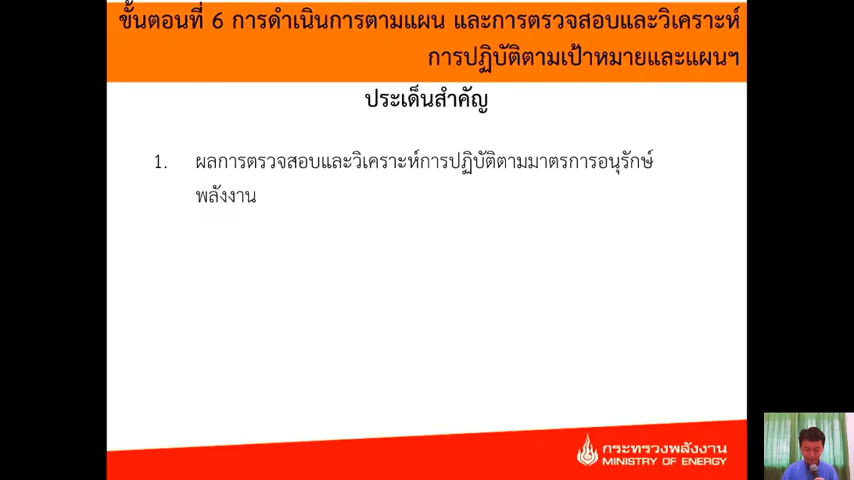 ขั้นตอนที่ 6 การดำเนินการตามแผน และการตรวจสอบและวิเคราะห์
การปฏิบัติตามเป้าหมายและแผนฯ
ประเด็นสำคัญ
1. ผลการตรวจสอบและวิเคราะห์การปฏิบัติตามมาตรการอนุรักษ์
พลังงาน
กระทรวงพลังงาน
MINISTRY OF ENERGY